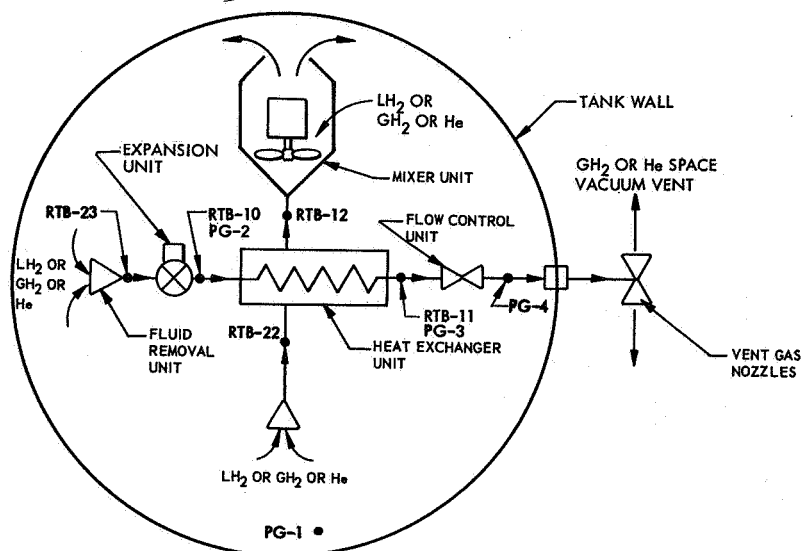 LH2 OR
GH2 OR He
TANK WALL
EXPANSION
UNIT
MIXER UNIT
GH2 OR He SPACE
VACUUM VENT
RTB-23
RTB-10
PG-2
RTB-12
FLOW CONTROL
UNIT
LH2 OR
GH2 OR
He
FLUID
REMOVAL
UNIT
RTB-22
RTB-11
PG-3
PG-4
HEAT EXCHANGER
UNIT
VENT GAS
NOZZLES
LH2 OR GH2 OR He
PG-1